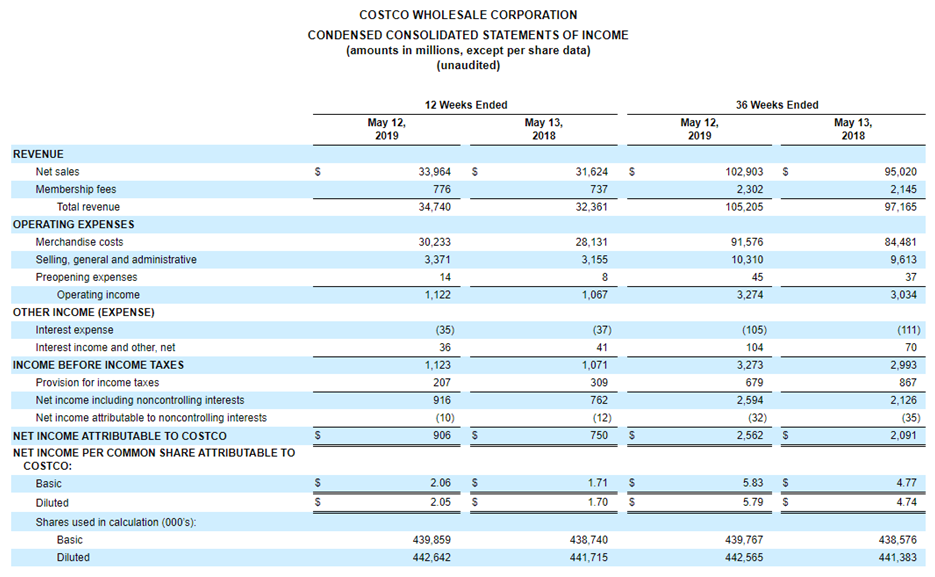 COSTCO WHOLESALE CORPORATION
CONDENSED CONSOLIDATED STATEMENTS OF INCOME
(amounts in millions, except per share data)
(unaudited)
12 Weeks Ended 36 Weeks Ended
May 12, May 13, May 12, May 13,
2019 2018 2019 2018
REVENUE
Net sales $ 33,964 $ 31,624 $ 102,903 $ 95,020
Membership fees 776 737 2,302 2,145
Total revenue 34,740 32,361 105,205 97,165
OPERATING EXPENSES
Merchandise costs 30,233 28,131 91,576 84,481
Selling, general and administrative 3,371 3,155 10,310 9,613
Preopening expenses 14 8 45 37
Operating income 1,122 1,067 3,274 3,034
OTHER INCOME (EXPENSE)
Interest expense (35) (37) (105) (111)
Interest income and other, net 36 41 104 70
INCOME BEFORE INCOME TAXES 1,123 1,071 3,273 2,993
Provision for income taxes 207 309 679 867
Net income including noncontrolling interests 916 762 2,594 2,126
Net income attributable to noncontrolling interests (10) (12) (32) (35)
NET INCOME ATTRIBUTABLE TO COSTCO $ 906 $ 750 $ 2,562 $ 2,091
NET INCOME PER COMMON SHARE ATTRIBUTABLE TO
COSTCO:
Basic $ 2.06 $ 1.71 $ 5.83 $ 4.77
Diluted $ 2.05 $ 1.70 $ 5.79 $ 4.74
Shares used in calculation (000's):
Basic 439,859 438,740 439,767 438,576
Diluted 442,642 441,715 442,565 441,383